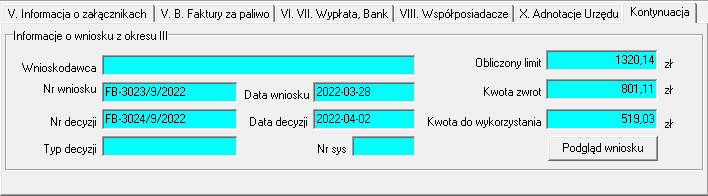 V. Informacja o załącznikach V. B. Faktury za paliwo VI. VII. Wypłata, Bank VIII. Współposiadacze X. Adnotacje Urzędu Kontynuacja
Informacje o wniosku z okresu III
Wnioskodawca
Obliczony limit 1320,14 zł
Nr wniosku FB-3023/9/2022 Data wniosku 2022-03-28
Kwota zwrot 801,11 zł
Nr decyzji FB-3024/9/2022 Data decyzji 2022-04-02
Kwota do wykorzystania 519,03 zł
Typ decyzji Nr sys
Podgląd wniosku